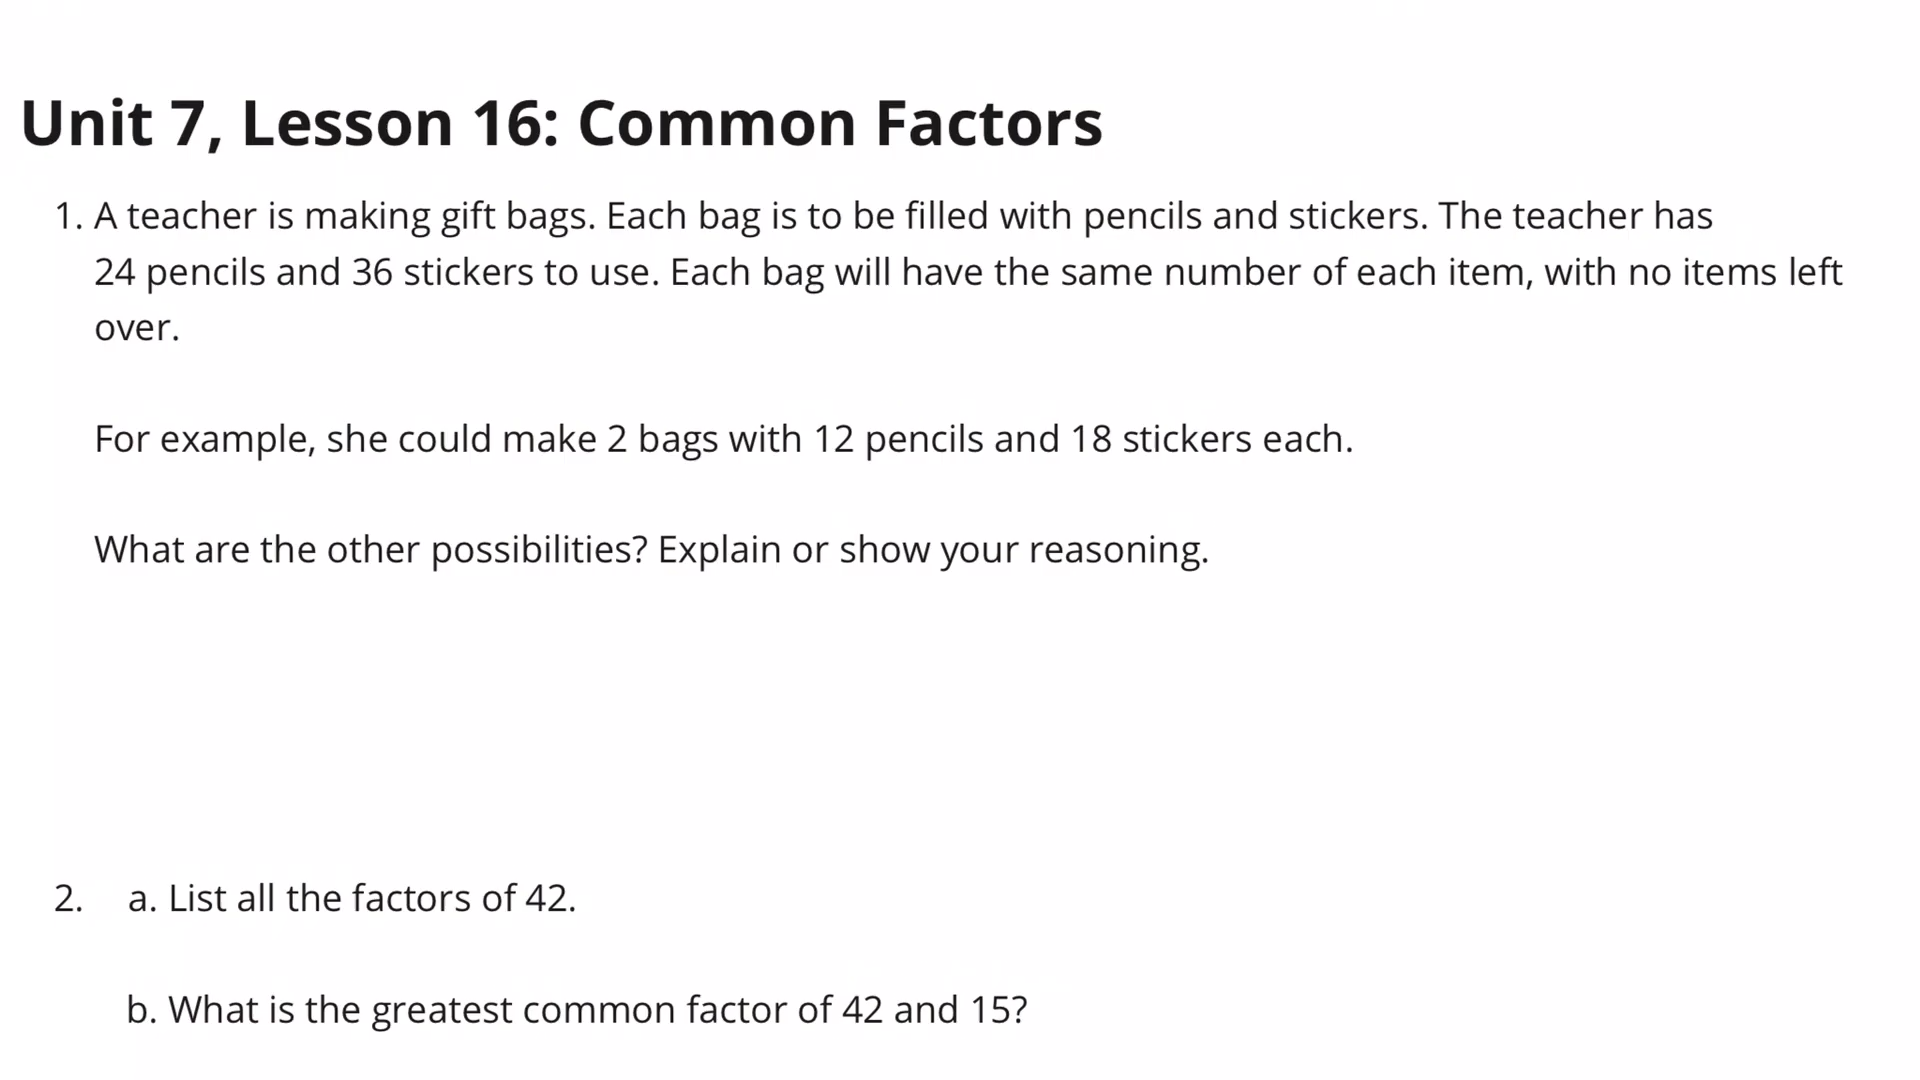 Unit 7, Lesson 16: Common Factors
1. A teacher is making gift bags. Each bag is to be filled with pencils and stickers. The teacher has
24 pencils and 36 stickers to use. Each bag will have the same number of each item, with no items left
over.
For example, she could make 2 bags with 12 pencils and 18 stickers each.
What are the other possibilities? Explain or show your reasoning.
2. a. List all the factors of 42.
b. What is the greatest common factor of 42 and 15?